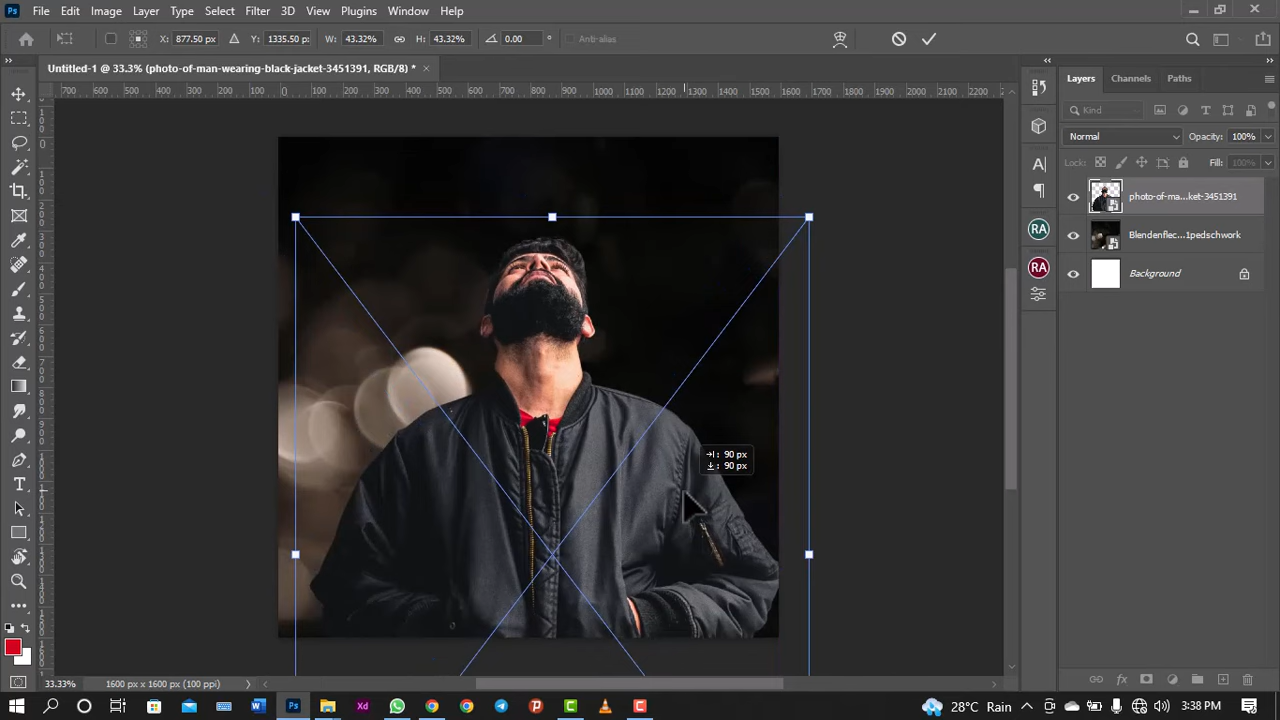 Ps File Edit Image Layer Type Select Filter 3D View Plugins Window Help
X: 877.50 px Y: 1335.50 px W: 43.32% H: 43.32% 0.00 ° Anti-alias
Untitled-1 @ 33.3% (photo-of-man-wearing-black-jacket-3451391, RGB/8) *
700 600 500 400 300 200 100 0 100 200 300 400 500 600 700 800 900 1000 1100 1200 1300 1400 1500 1600 1700 1800 1900 2000 2100 2200
Layers Channels Paths
Kind
Normal Opacity: 100%
Lock: Fill: 100%
photo-of-ma...ket-3451391
RA Blendenflec...1pedschwork
RA Background
90 px
90 px
33.33% 1600 px x 1600 px (100 ppi)
Ps Xd 28°C Rain 3:38 PM